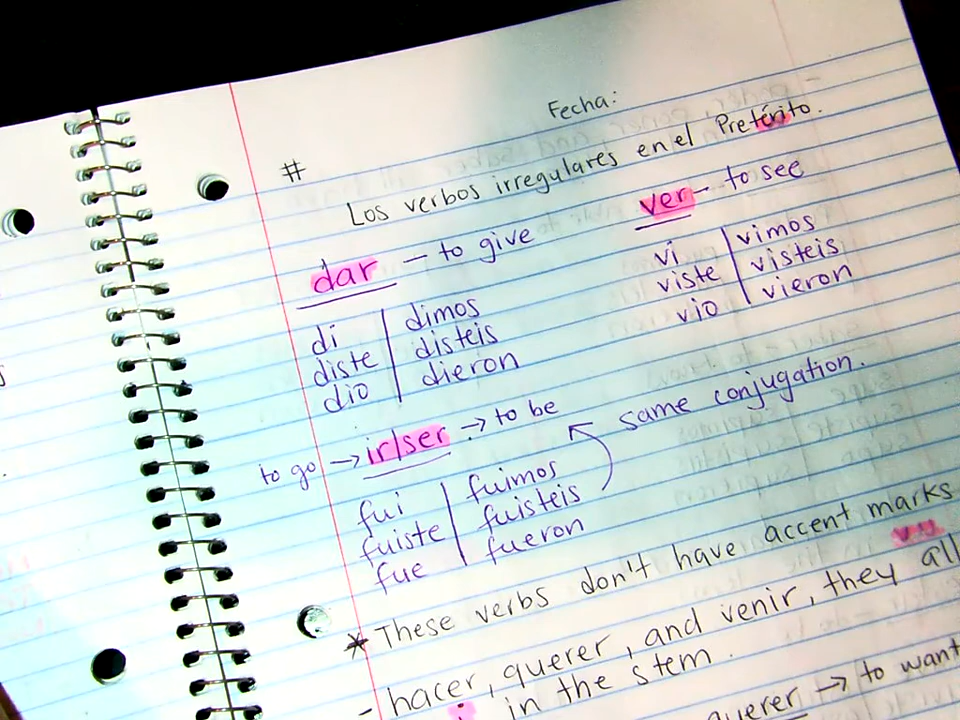 Fecha:
#
Los verbos irregulares en el Pretérito.
dar – to give
di | dimos
diste | disteis
dio | dieron
ver – to see
vi | vimos
viste | visteis
vio | vieron
to go → ir/ser → to be
same conjugation.
fui | fuimos
fuiste | fuisteis
fue | fueron
* These verbs don't have accent marks
- hacer, querer, and venir, they all
i in the stem.
querer → to want